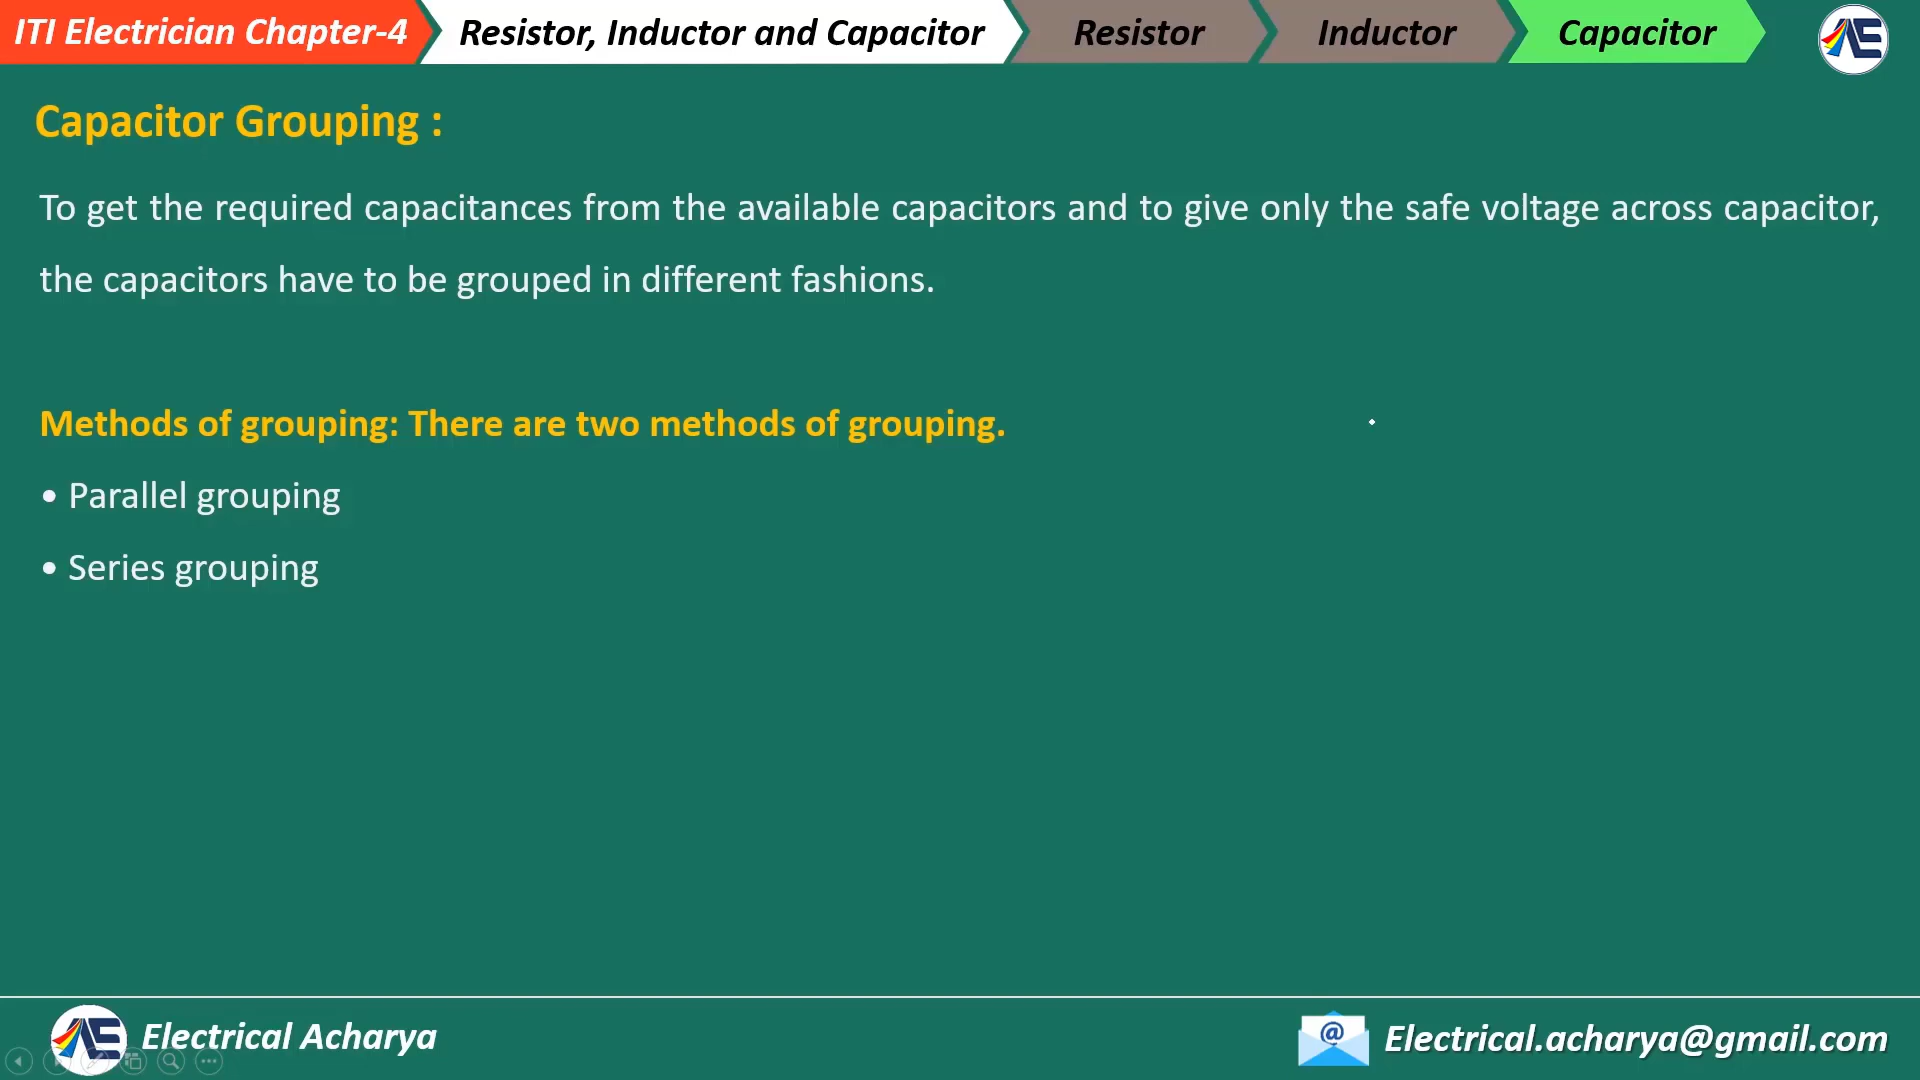 ITI Electrician Chapter-4
Resistor, Inductor and Capacitor
Resistor
Inductor
Capacitor
Capacitor Grouping :
To get the required capacitances from the available capacitors and to give only the safe voltage across capacitor,
the capacitors have to be grouped in different fashions.
Methods of grouping: There are two methods of grouping.
• Parallel grouping
• Series grouping
Electrical Acharya
Electrical.acharya@gmail.com